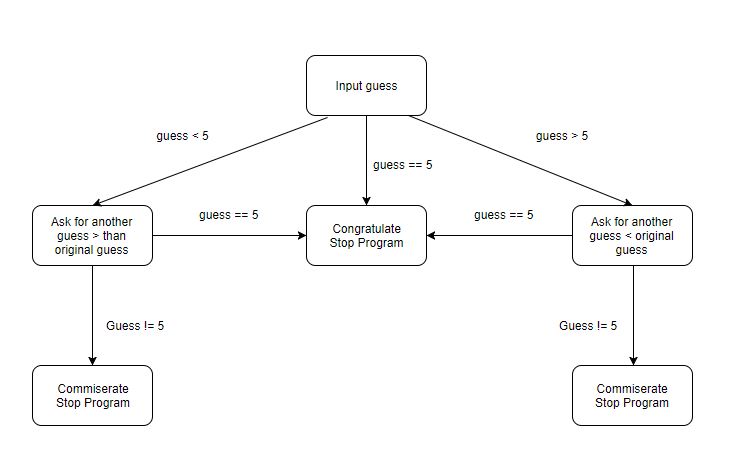 Input guess
guess < 5
guess == 5
guess > 5
Ask for another
guess > than
original guess
guess == 5
Congratulate
Stop Program
guess == 5
Ask for another
guess < original
guess
Guess != 5
Guess != 5
Commiserate
Stop Program
Commiserate
Stop Program